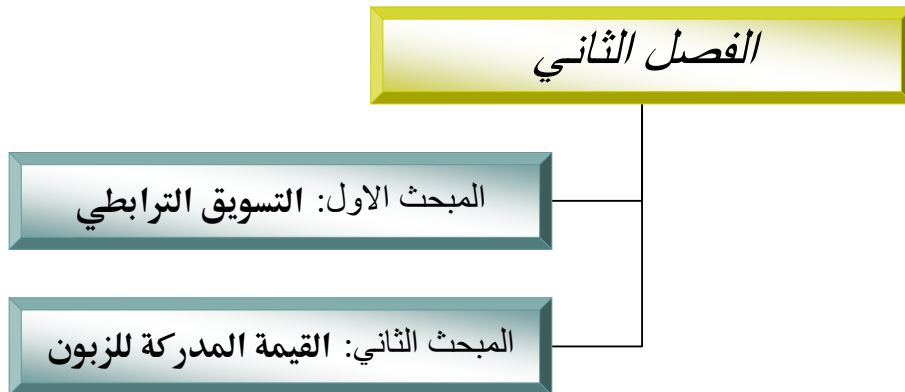 الفصل الثاني
المبحث الاول: التسويق الترابطي
المبحث الثاني: القيمة المدركة للزبون